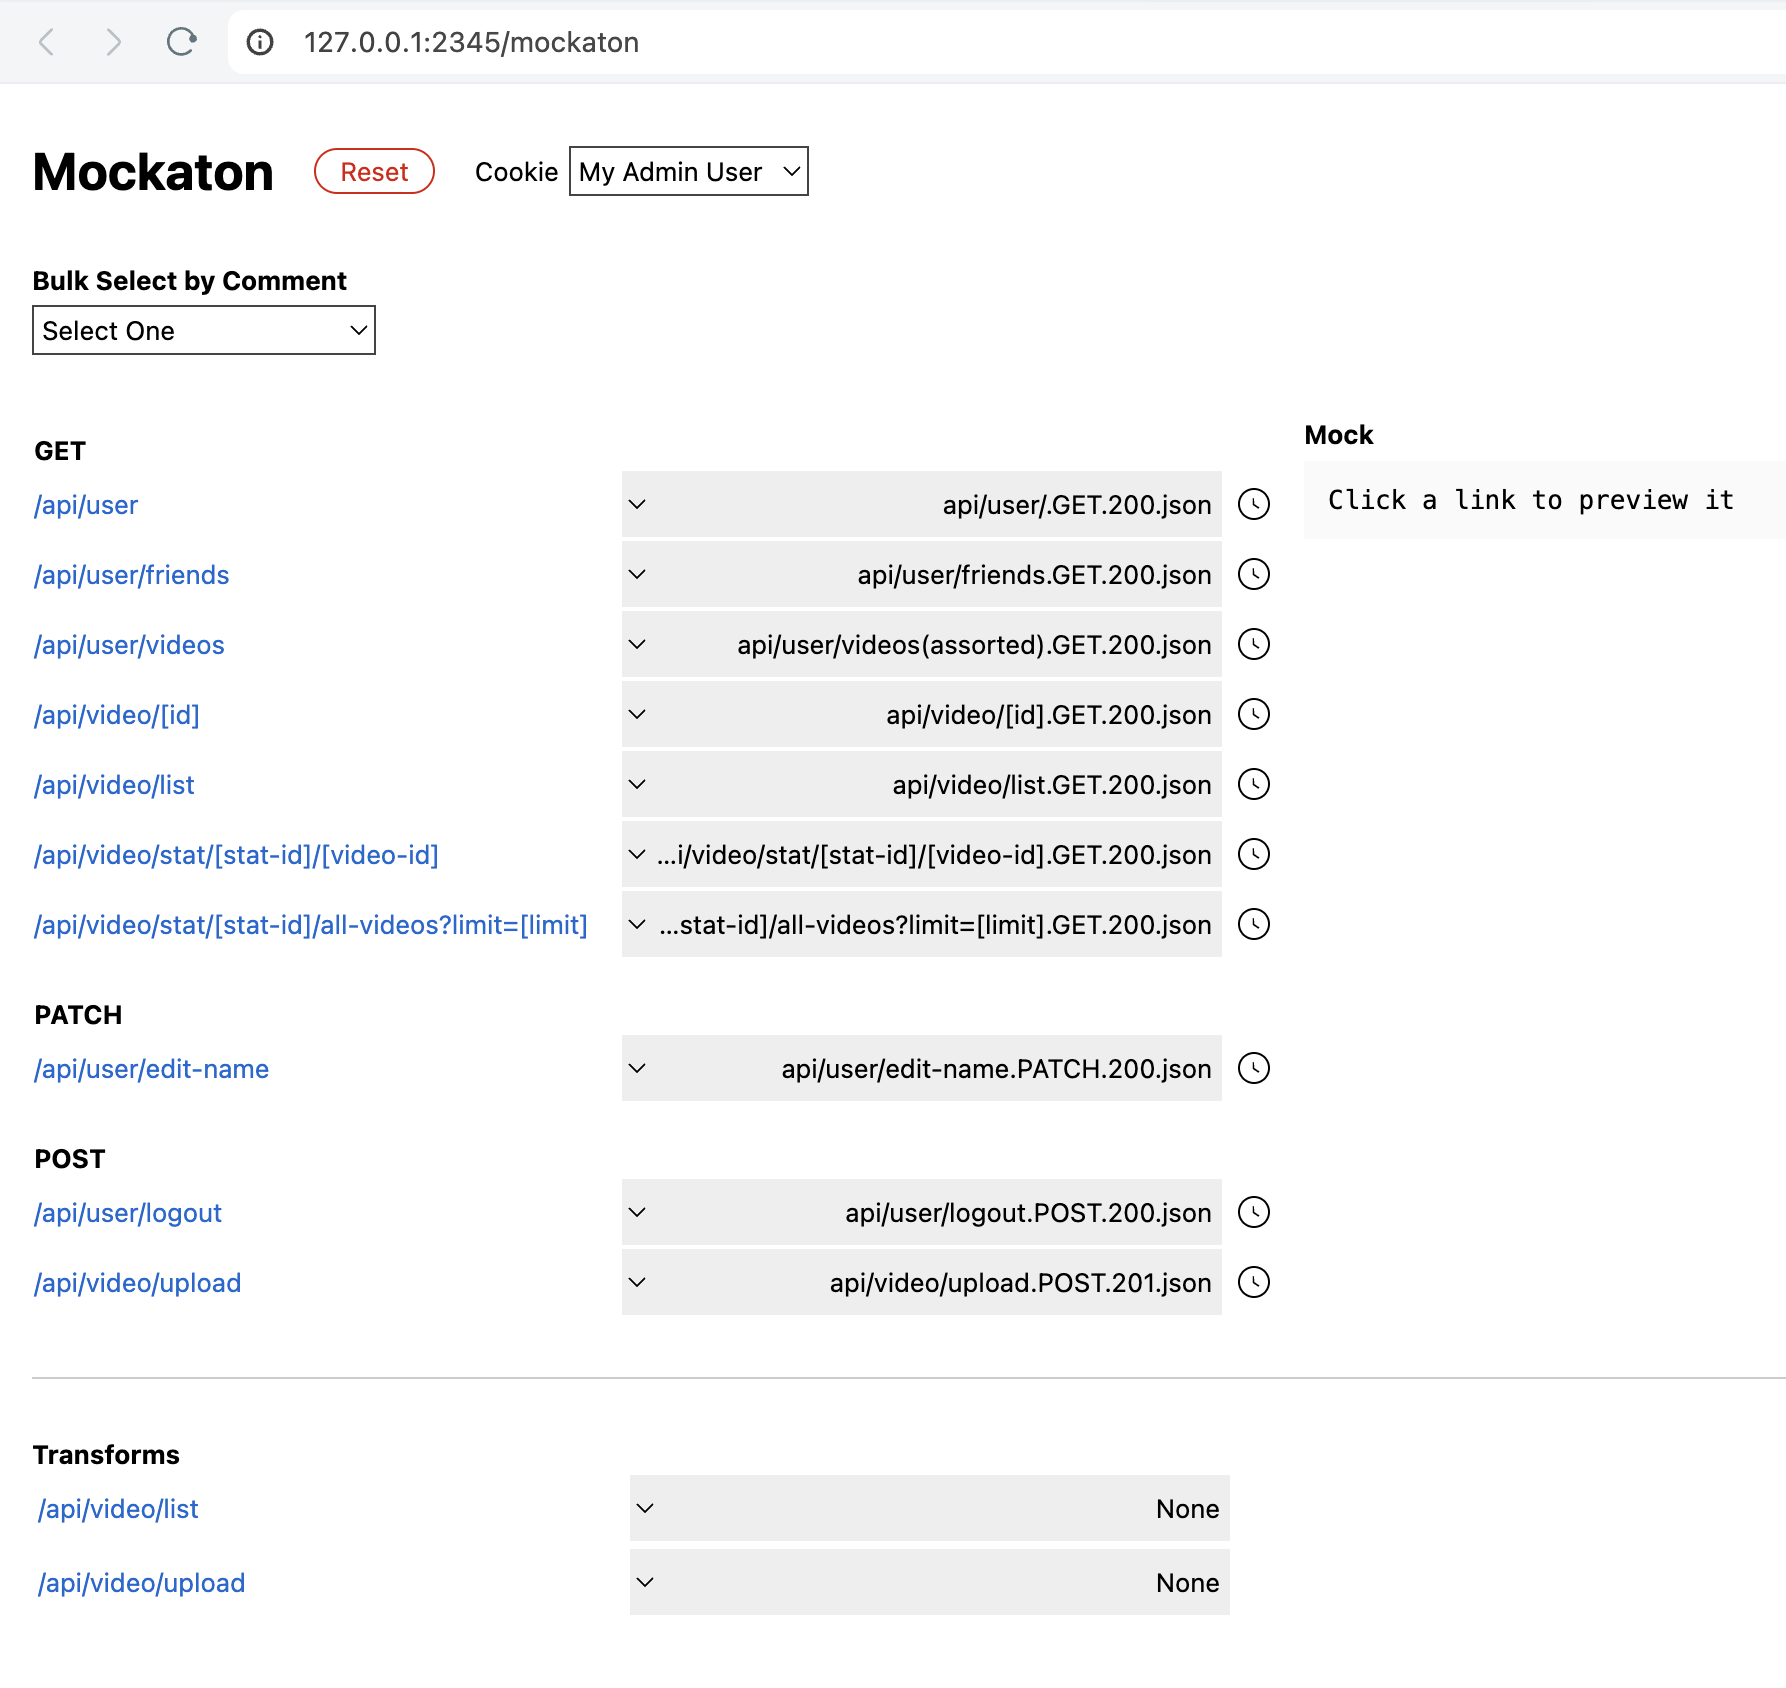 127.0.0.1:2345/mockaton
Mockaton Reset Cookie My Admin User
Bulk Select by Comment
Select One
GET
/api/user api/user/.GET.200.json
/api/user/friends api/user/friends.GET.200.json
/api/user/videos api/user/videos(assorted).GET.200.json
/api/video/[id] api/video/[id].GET.200.json
/api/video/list api/video/list.GET.200.json
/api/video/stat/[stat-id]/[video-id] ...i/video/stat/[stat-id]/[video-id].GET.200.json
/api/video/stat/[stat-id]/all-videos?limit=[limit] ...stat-id]/all-videos?limit=[limit].GET.200.json
PATCH
/api/user/edit-name api/user/edit-name.PATCH.200.json
POST
/api/user/logout api/user/logout.POST.200.json
/api/video/upload api/video/upload.POST.201.json
Mock
Click a link to preview it
Transforms
/api/video/list None
/api/video/upload None